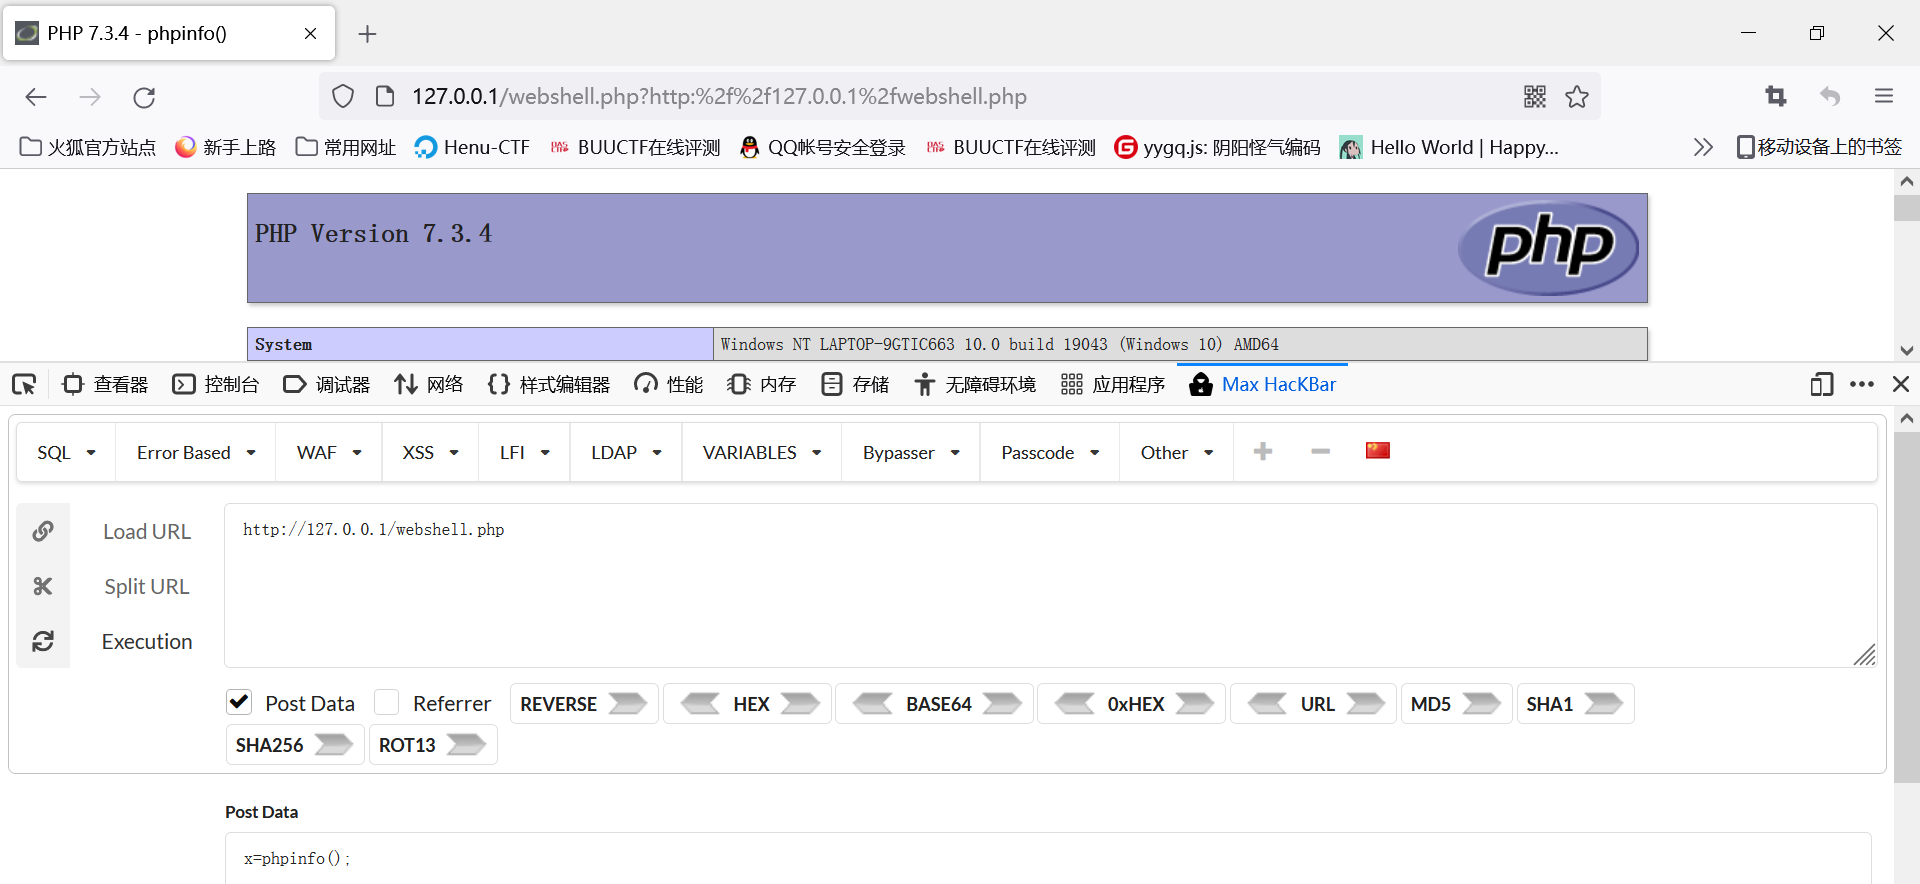 PHP 7.3.4 - phpinfo()
127.0.0.1/webshell.php?http:%2f%2f127.0.0.1%2fwebshell.php
火狐官方站点 新手上路 常用网址 Henu-CTF BUUCTF在线评测 QQ帐号安全登录 BUUCTF在线评测 yygq.js: 阴阳怪气编码 Hello World | Happy... 移动设备上的书签
PHP Version 7.3.4
php
System Windows NT LAPTOP-9GTIC663 10.0 build 19043 (Windows 10) AMD64
查看器 控制台 调试器 网络 样式编辑器 性能 内存 存储 无障碍环境 应用程序 Max HacKBar
SQL Error Based WAF XSS LFI LDAP VARIABLES Bypasser Passcode Other
Load URL http://127.0.0.1/webshell.php
Split URL
Execution
Post Data Referrer REVERSE HEX BASE64 0xHEX URL MD5 SHA1
SHA256 ROT13
Post Data
x=phpinfo();